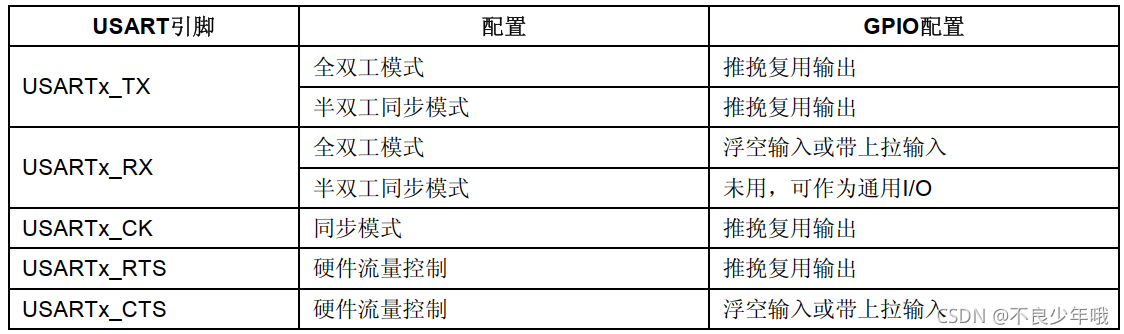 USART引脚 配置 GPIO配置
USARTx_TX 全双工模式 推挽复用输出
半双工同步模式 推挽复用输出
USARTx_RX 全双工模式 浮空输入或带上拉输入
半双工同步模式 未用，可作为通用I/O
USARTx_CK 同步模式 推挽复用输出
USARTx_RTS 硬件流量控制 推挽复用输出
USARTx_CTS 硬件流量控制 浮空输入或带上拉输入
CSDN @不良少年哦